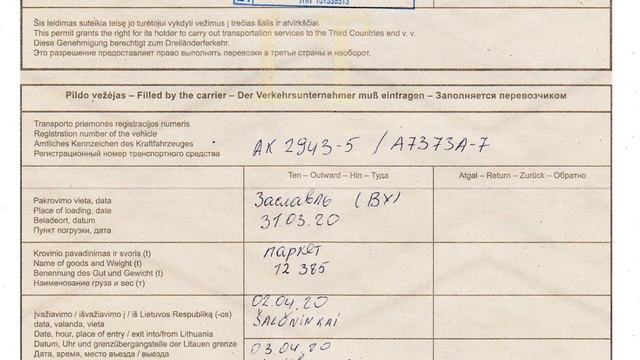 ИНН 101338513
Šis leidimas suteikia teisę jo turėtojui vykdyti vežimus į trečias šalis ir atvirkščiai.
This permit grants the right for its holder to carry out transportation services to the Third Countries end v. v.
Diese Genehmigung berechtigt zum Dreiländerferkehr.
Это разрешение предоставляет право выполнять перевозки в третьи страны и наоборот.
Pildo vežėjas – Filled by the carrier – Der Verkehrsunternehmer muß eintragen – Заполняется перевозчиком
Transporto priemonės registracijos numeris
Registration number of the vehicle
Amtliches Kennzeichen des Kraftfahrzeuges
Регистрационный номер транспортного средства
AK 2943-5 / A7373A-7
Ten – Outward – Hin – Туда
Atgal – Return – Zurück – Обратно
Pakrovimo vieta, data
Place of loading, date
Beladeort, datum
Пункт погрузки, дата
Заславль (BY)
31.03.20
Krovinio pavadinimas ir svoris (t)
Name of goods and Weight (t)
Benennung des Gut und Gewicht (t)
Наименование груза и вес (т)
паркет
12 385
Įvažiavimo / išvažiavimo į / iš Lietuvos Respubliką (-os)
data, valanda, vieta
Date, hour, place of entry / exit into/from Lithuania
Datum, Uhr und grenzübergangstelle der Litauen grenze
Дата, время, место въезда / выезда
02.04.20
ŠALČNINKAI
03.04.20